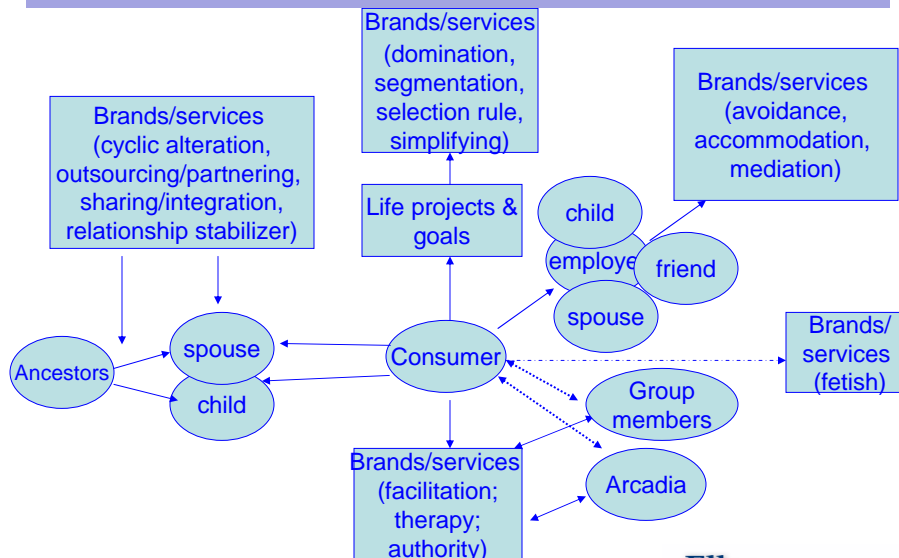 Brands/services
(domination,
segmentation,
selection rule,
simplifying)
Brands/services
(avoidance,
accommodation,
mediation)
Brands/services
(cyclic alteration,
outsourcing/partnering,
sharing/integration,
relationship stabilizer)
Life projects &
goals
child
employe
friend
spouse
Brands/
services
(fetish)
Ancestors
spouse
child
Consumer
Group
members
Arcadia
Brands/services
(facilitation;
therapy;
authority)